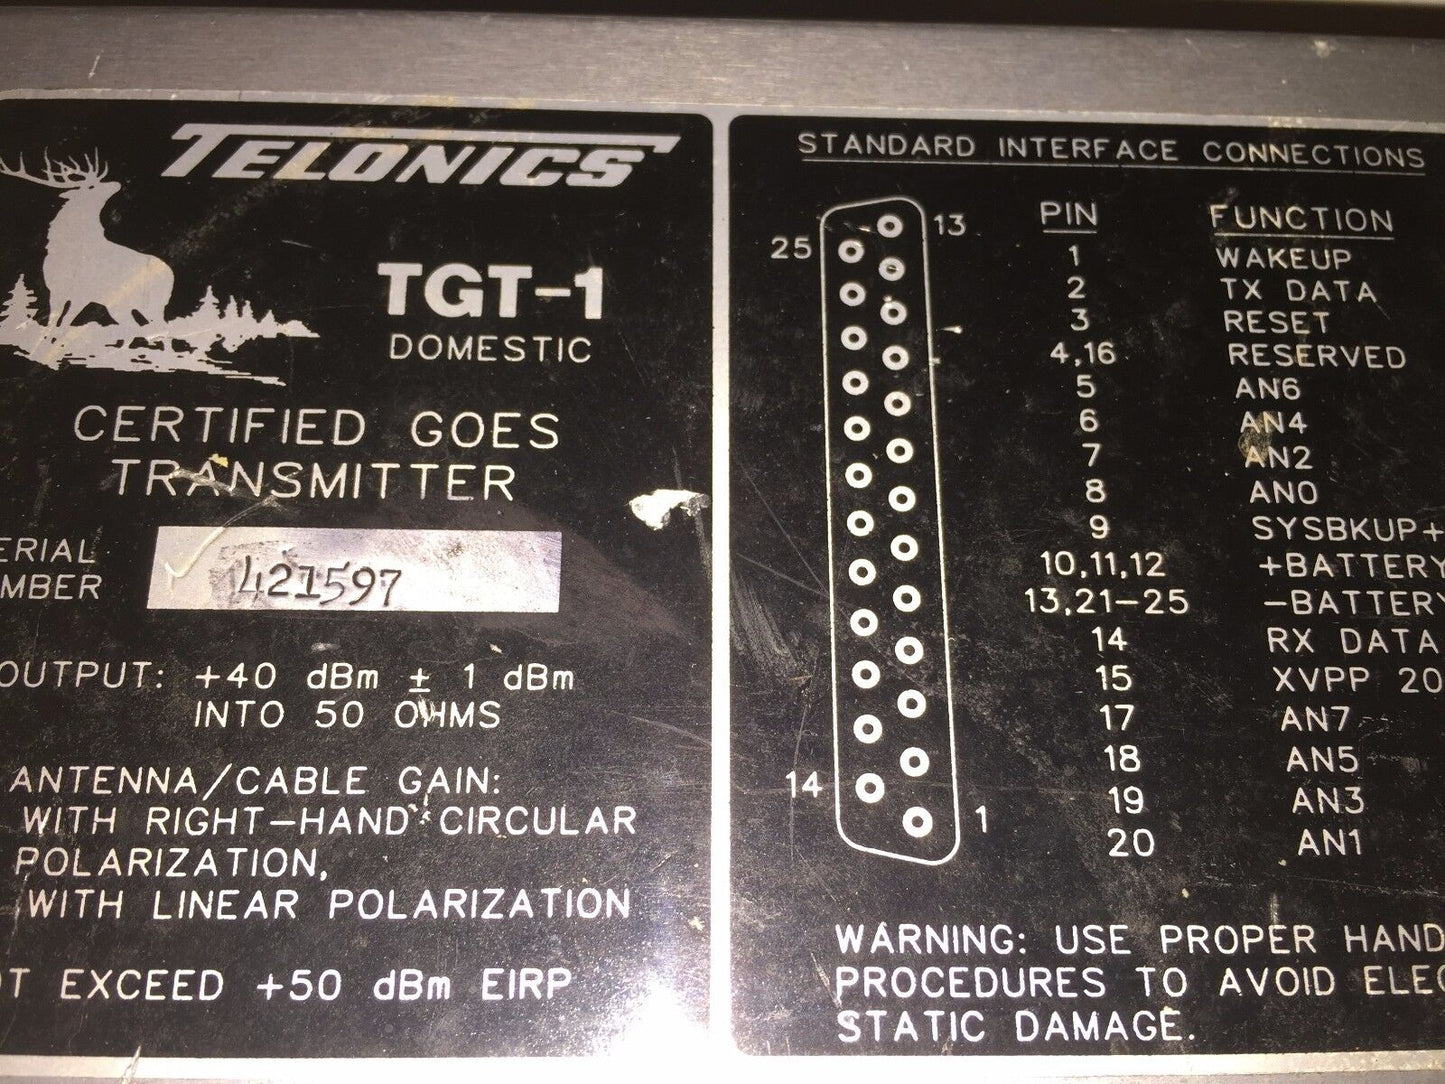 TELONICS
TGT-1
DOMESTIC
CERTIFIED GOES
TRANSMITTER
ERIAL
MBER
421597
OUTPUT: +40 dBm ± 1 dBm
INTO 50 OHMS
ANTENNA/CABLE GAIN:
WITH RIGHT-HAND CIRCULAR
POLARIZATION,
WITH LINEAR POLARIZATION
OT EXCEED +50 dBm EIRP
STANDARD INTERFACE CONNECTIONS
25 13
14 1
PIN FUNCTION
1 WAKEUP
2 TX DATA
3 RESET
4,16 RESERVED
5 AN6
6 AN4
7 AN2
8 AN0
9 SYSBKUP+
10,11,12 +BATTERY
13,21-25 -BATTERY
14 RX DATA
15 XVPP 20
17 AN7
18 AN5
19 AN3
20 AN1
WARNING: USE PROPER HAND
PROCEDURES TO AVOID ELEC
STATIC DAMAGE.